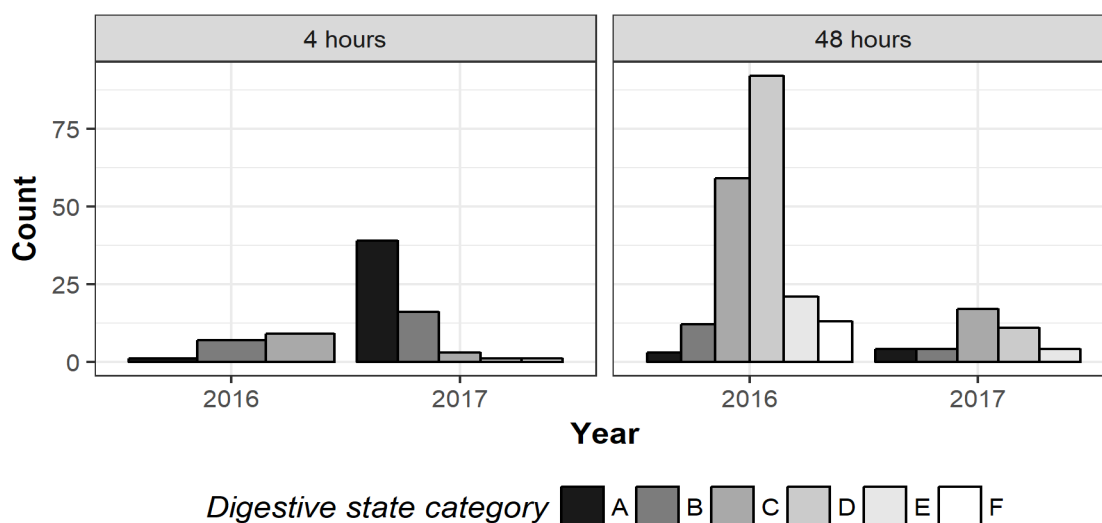 4 hours 48 hours
75
50
25
0
Count
2016 2017 2016 2017
Year
Digestive state category A B C D E F